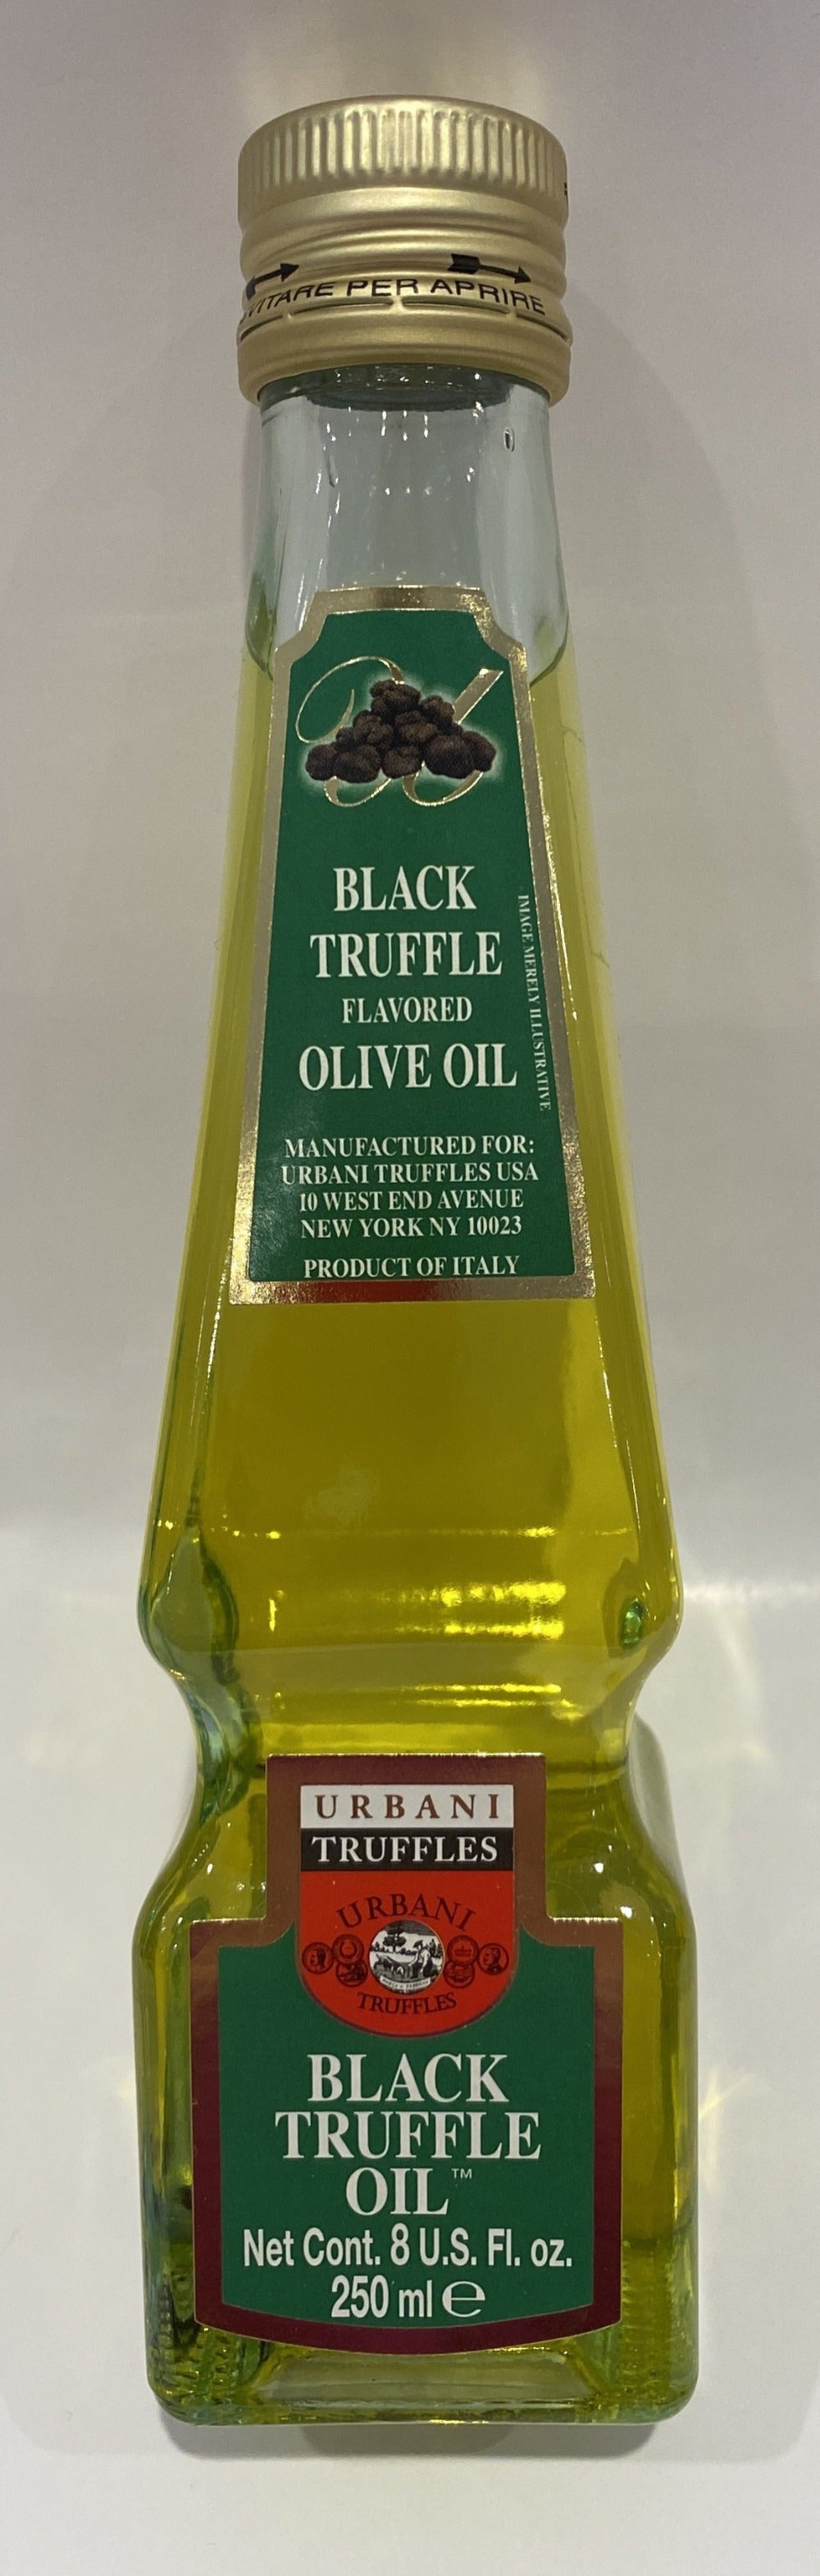 VITARE PER APRIRE
BLACK
TRUFFLE
FLAVORED
OLIVE OIL
IMAGE MERELY ILLUSTRATIVE
MANUFACTURED FOR:
URBANI TRUFFLES USA
10 WEST END AVENUE
NEW YORK NY 10023
PRODUCT OF ITALY
URBANI
TRUFFLES
URBANI
TRUFFLES
BLACK
TRUFFLE
OIL™
Net Cont. 8 U.S. Fl. oz.
250 ml ℮